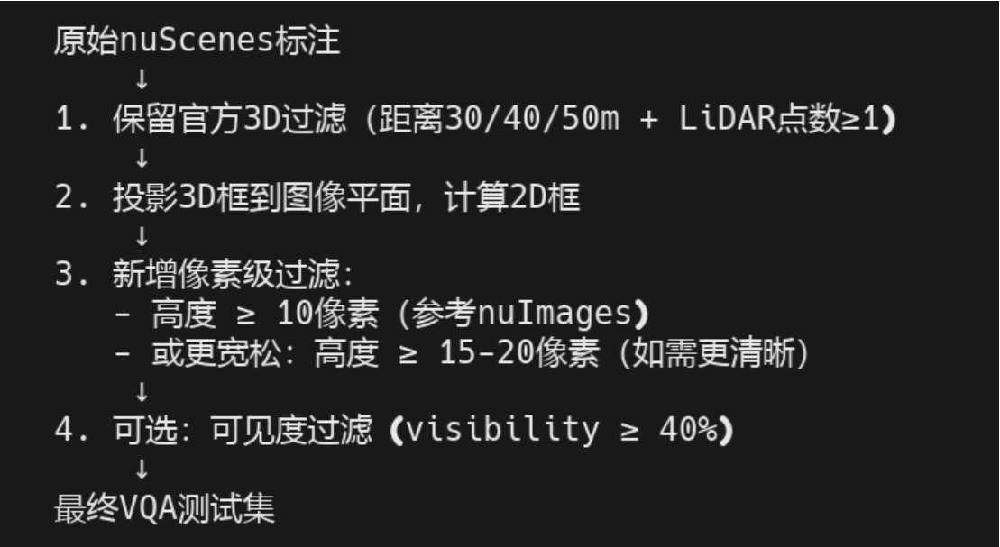 原始nuScenes标注
↓
1. 保留官方3D过滤（距离30/40/50m + LiDAR点数≥1)
↓
2. 投影3D框到图像平面，计算2D框
↓
3. 新增像素级过滤：
- 高度 ≥ 10像素（参考nuImages)
- 或更宽松：高度 ≥ 15-20像素（如需更清晰）
↓
4. 可选：可见度过滤 (visibility ≥ 40%)
↓
最终VQA测试集